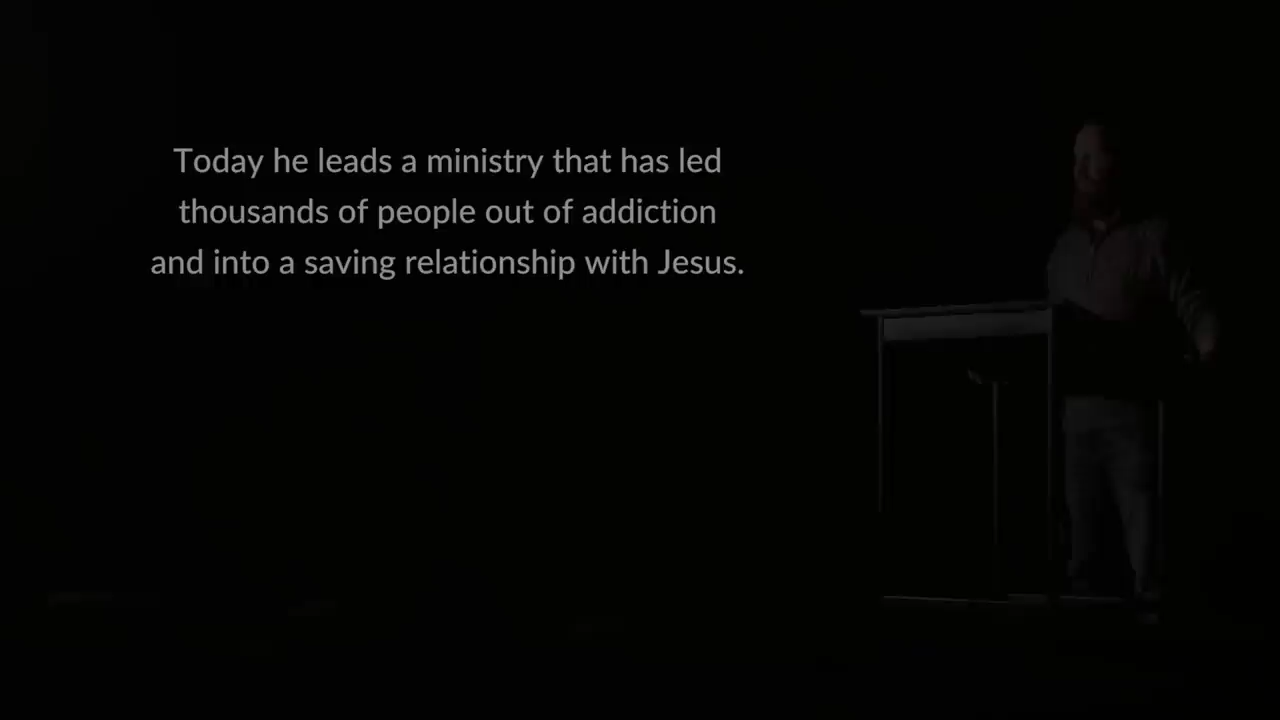 Today he leads a ministry that has led
thousands of people out of addiction
and into a saving relationship with Jesus.